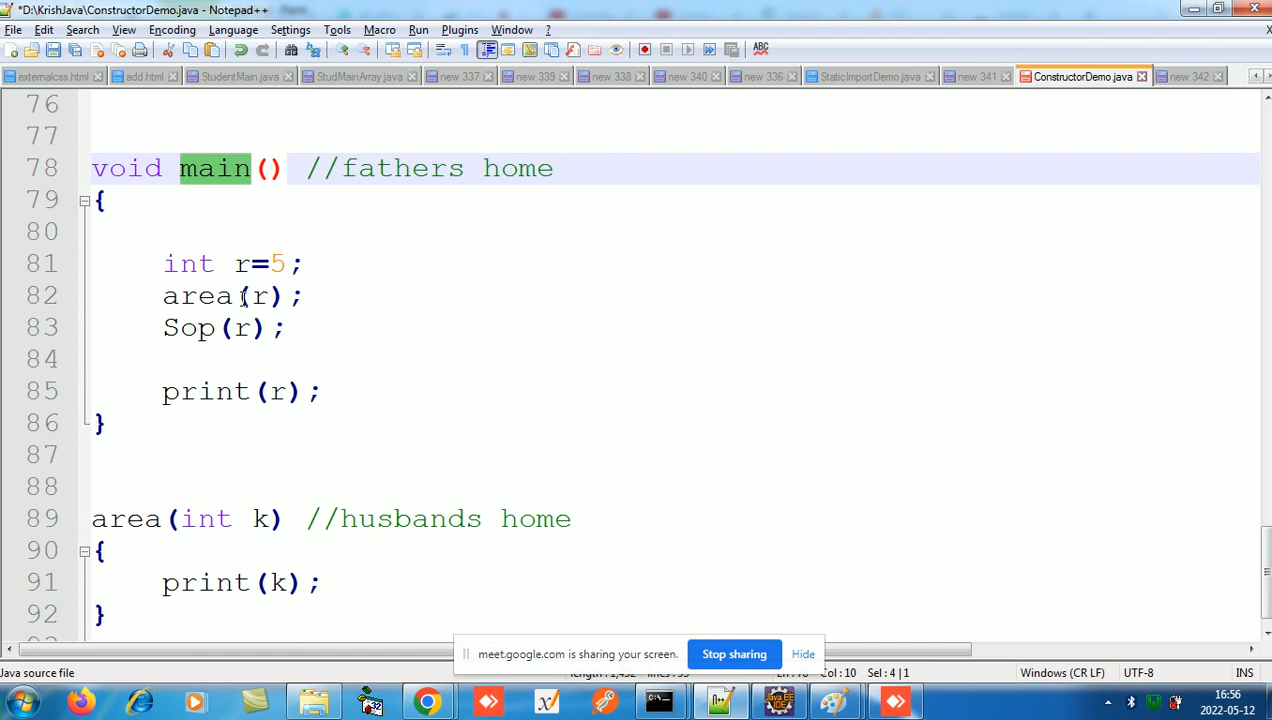 *D:\KrishJava\ConstructorDemo.java - Notepad++
File Edit Search View Encoding Language Settings Tools Macro Run Plugins Window ? X
externalcss.html add.html StudentMain.java StudMainArray.java new 337 new 339 new 338 new 340 new 336 StaticImportDemo.java new 341 ConstructorDemo.java new 342
76
77
78 void main() //fathers home
79 {
80
81 int r=5;
82 area(r);
83 Sop(r);
84
85 print(r);
86 }
87
88
89 area(int k) //husbands home
90 {
91 print(k);
92 }
meet.google.com is sharing your screen. Stop sharing Hide
Java source file Col : 10 Sel : 4 | 1 Windows (CR LF) UTF-8 INS
16:56
2022-05-12